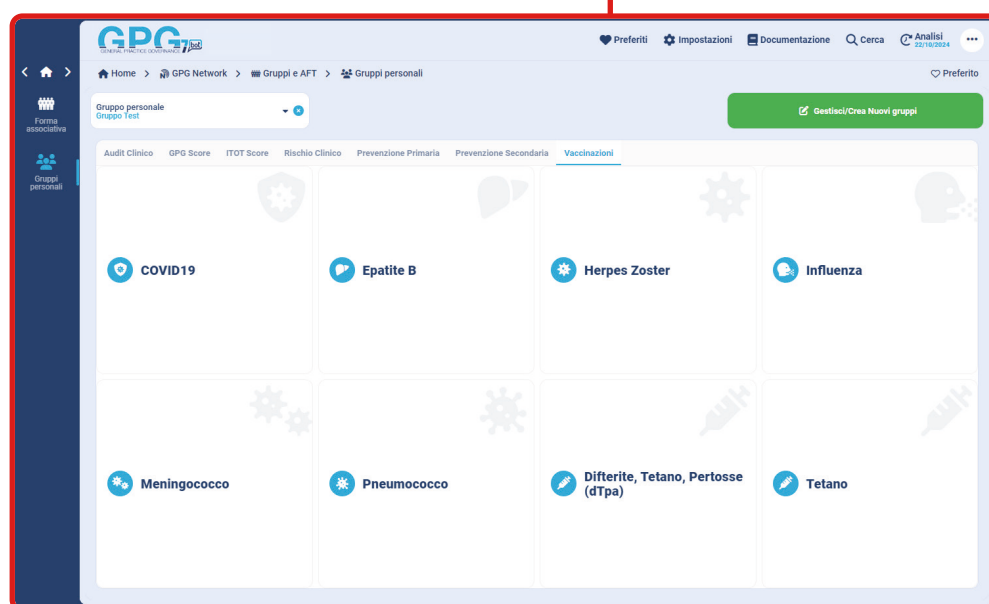 GPG bot
GENERAL PRACTICE GOVERNANCE
Preferiti Impostazioni Documentazione Cerca Analisi 22/10/2024
Home > GPG Network > Gruppi e AFT > Gruppi personali
Preferito
Forma associativa
Gruppi personali
Gruppo personale
Gruppo Test
Gestisci/Crea Nuovi gruppi
Audit Clinico GPG Score ITOT Score Rischio Clinico Prevenzione Primaria Prevenzione Secondaria Vaccinazioni
COVID19
Epatite B
Herpes Zoster
Influenza
Meningococco
Pneumococco
Difterite, Tetano, Pertosse
(dTpa)
Tetano